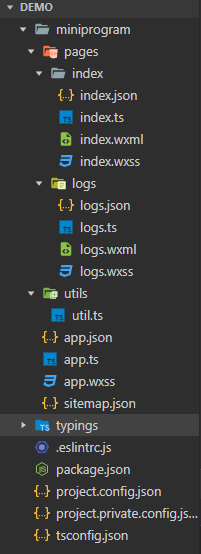 DEMO
miniprogram
pages
index
index.json
index.ts
index.wxml
index.wxss
logs
logs.json
logs.ts
logs.wxml
logs.wxss
utils
util.ts
app.json
app.ts
app.wxss
sitemap.json
typings
.eslintrc.js
package.json
project.config.json
project.private.config.js...
tsconfig.json